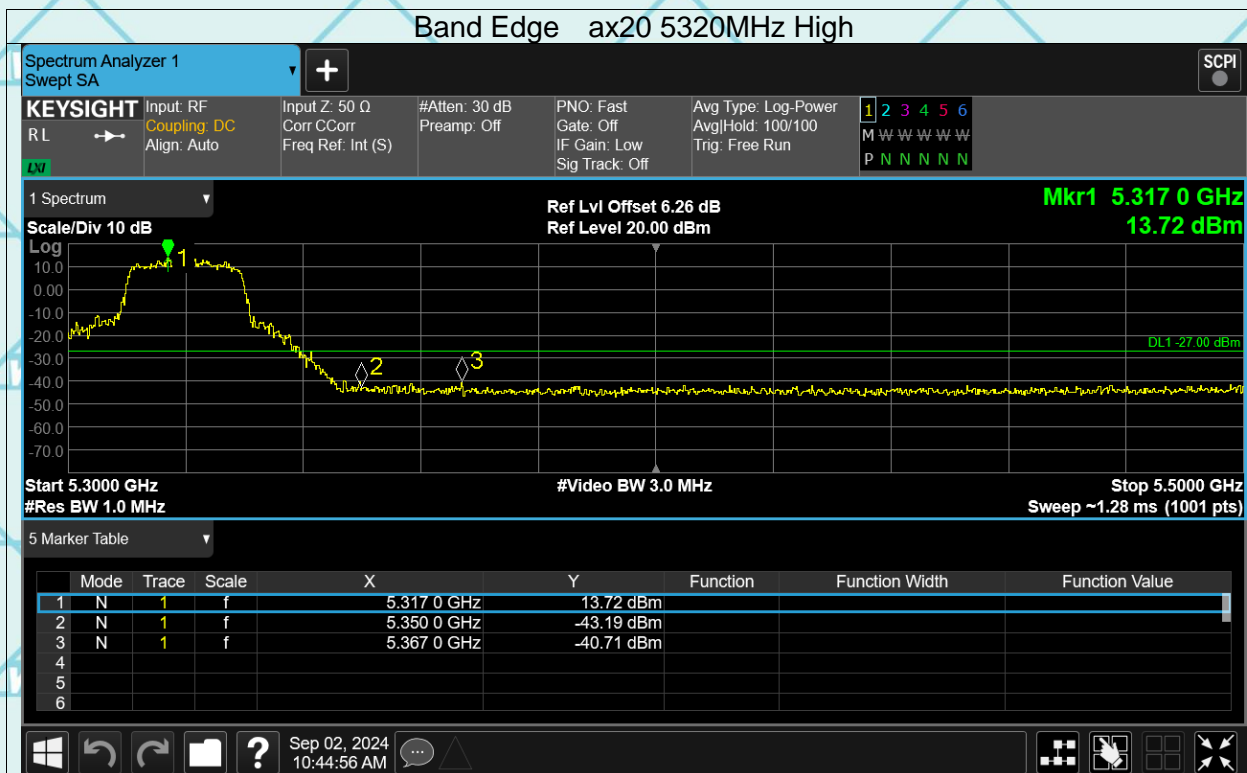 Band Edge ax20 5320MHz High
Spectrum Analyzer 1
Swept SA
SCPI
KEYSIGHT
R L
LXI
Input: RF
Coupling: DC
Align: Auto
Input Z: 50 Ω
Corr CCorr
Freq Ref: Int (S)
#Atten: 30 dB
Preamp: Off
PNO: Fast
Gate: Off
IF Gain: Low
Sig Track: Off
Avg Type: Log-Power
Avg|Hold: 100/100
Trig: Free Run
1 2 3 4 5 6
M W W W W W
P N N N N N
1 Spectrum
Scale/Div 10 dB
Ref Lvl Offset 6.26 dB
Ref Level 20.00 dBm
Mkr1 5.317 0 GHz
13.72 dBm
Log
10.0
0.00
-10.0
-20.0
-30.0
-40.0
-50.0
-60.0
-70.0
1
2
3
DL1 -27.00 dBm
Start 5.3000 GHz
#Res BW 1.0 MHz
#Video BW 3.0 MHz
Stop 5.5000 GHz
Sweep ~1.28 ms (1001 pts)
5 Marker Table
Mode Trace Scale X Y Function Function Width Function Value
1 N 1 f 5.317 0 GHz 13.72 dBm
2 N 1 f 5.350 0 GHz -43.19 dBm
3 N 1 f 5.367 0 GHz -40.71 dBm
4
5
6
?
Sep 02, 2024
10:44:56 AM